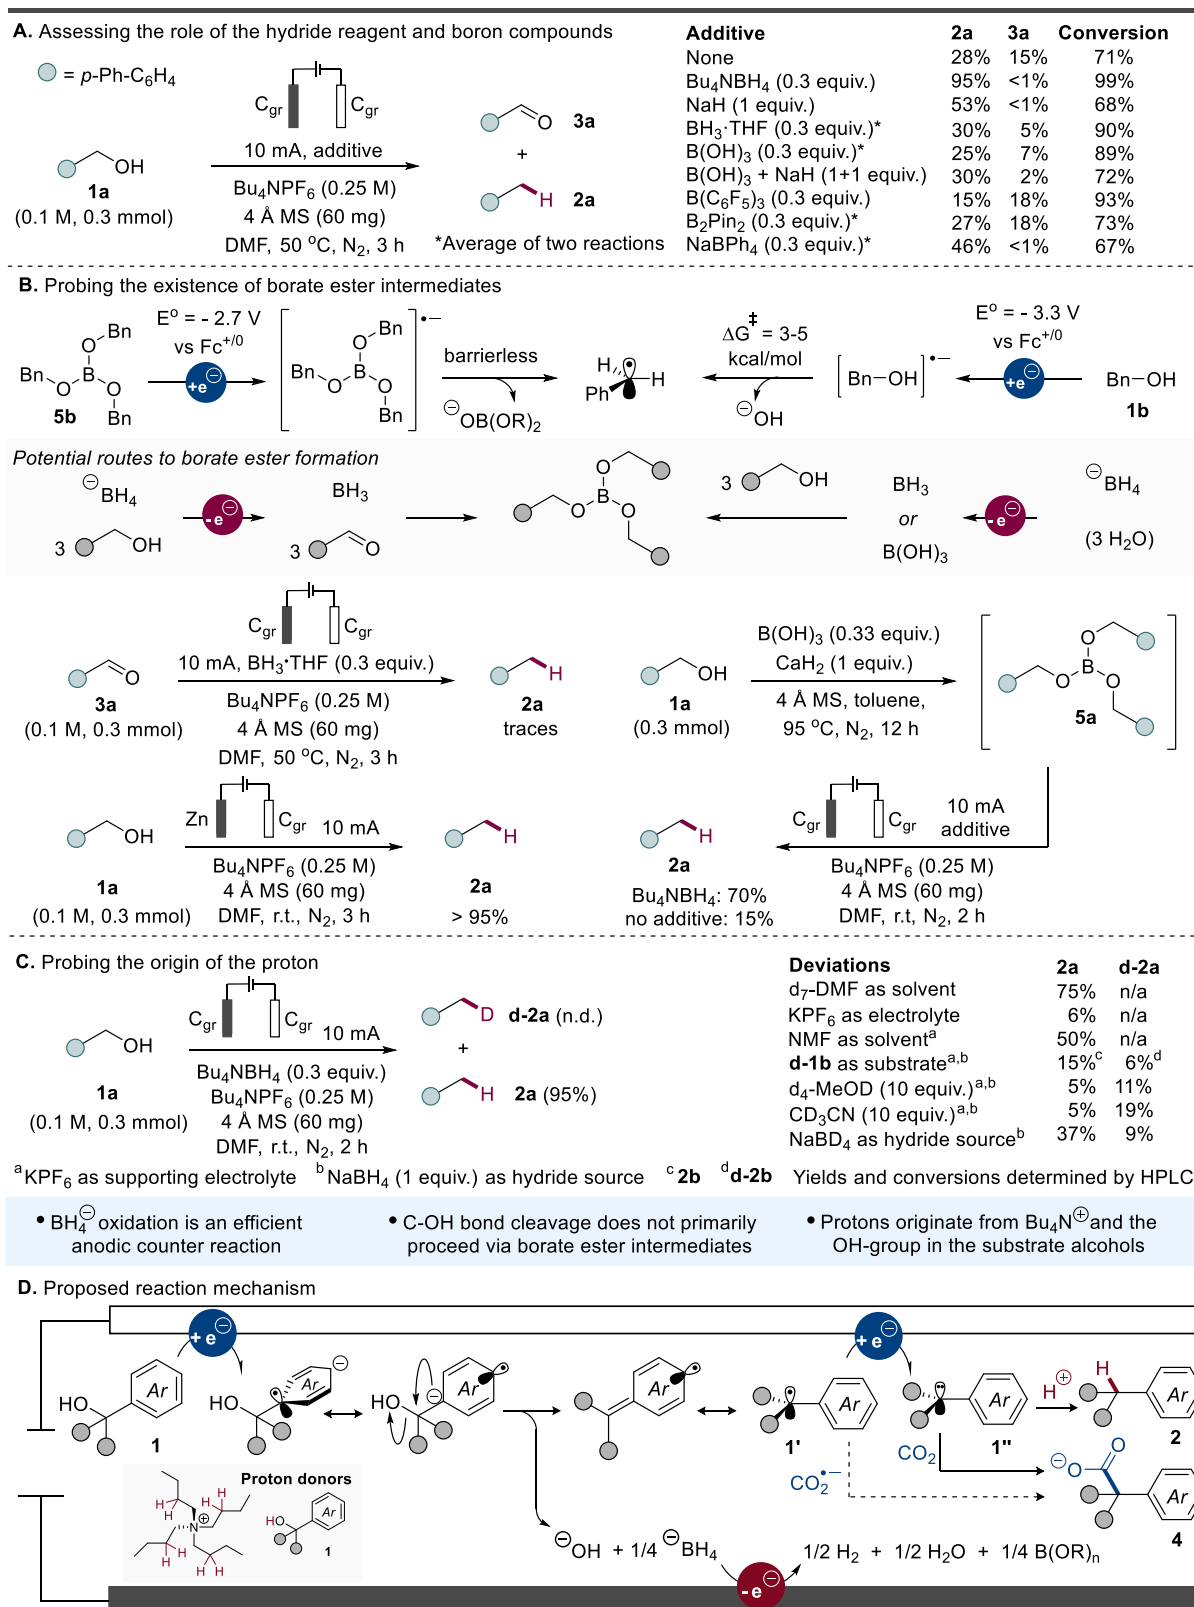 A. Assessing the role of the hydride reagent and boron compounds
= p-Ph-C6H4
OH
1a
(0.1 M, 0.3 mmol)
Cgr Cgr
10 mA, additive
Bu4NPF6 (0.25 M)
4 Å MS (60 mg)
DMF, 50 oC, N2, 3 h
O 3a
+
H 2a
*Average of two reactions
Additive 2a 3a Conversion
None 28% 15% 71%
Bu4NBH4 (0.3 equiv.) 95% <1% 99%
NaH (1 equiv.) 53% <1% 68%
BH3·THF (0.3 equiv.)* 30% 5% 90%
B(OH)3 (0.3 equiv.)* 25% 7% 89%
B(OH)3 + NaH (1+1 equiv.) 30% 2% 72%
B(C6F5)3 (0.3 equiv.) 15% 18% 93%
B2Pin2 (0.3 equiv.)* 27% 18% 73%
NaBPh4 (0.3 equiv.)* 46% <1% 67%
B. Probing the existence of borate ester intermediates
Bn O B O Bn O Bn
5b
Eo = - 2.7 V
vs Fc+/0
+e⊖
Bn O B O Bn O Bn •−
barrierless
⊖OB(OR)2
H H Ph
ΔG‡ = 3-5
kcal/mol
⊖OH
[Bn−OH]•−
Eo = - 3.3 V
vs Fc+/0
+e⊖
Bn−OH
1b
Potential routes to borate ester formation
⊖BH4
3 OH
- e⊖
BH3
3 O
O B O O
3 OH
BH3
or
B(OH)3
- e⊖
⊖BH4
(3 H2O)
O
3a
(0.1 M, 0.3 mmol)
Cgr Cgr
10 mA, BH3·THF (0.3 equiv.)
Bu4NPF6 (0.25 M)
4 Å MS (60 mg)
DMF, 50 oC, N2, 3 h
H
2a
traces
OH
1a
(0.3 mmol)
B(OH)3 (0.33 equiv.)
CaH2 (1 equiv.)
4 Å MS, toluene,
95 oC, N2, 12 h
O B O O
5a
OH
1a
(0.1 M, 0.3 mmol)
Zn Cgr 10 mA
Bu4NPF6 (0.25 M)
4 Å MS (60 mg)
DMF, r.t., N2, 3 h
H
2a
> 95%
H
2a
Bu4NBH4: 70%
no additive: 15%
Cgr Cgr 10 mA
additive
Bu4NPF6 (0.25 M)
4 Å MS (60 mg)
DMF, r.t, N2, 2 h
C. Probing the origin of the proton
OH
1a
(0.1 M, 0.3 mmol)
Cgr Cgr 10 mA
Bu4NBH4 (0.3 equiv.)
Bu4NPF6 (0.25 M)
4 Å MS (60 mg)
DMF, r.t., N2, 2 h
D d-2a (n.d.)
+
H 2a (95%)
Deviations 2a d-2a
d7-DMF as solvent 75% n/a
KPF6 as electrolyte 6% n/a
NMF as solventa 50% n/a
d-1b as substratea,b 15%c 6%d
d4-MeOD (10 equiv.)a,b 5% 11%
CD3CN (10 equiv.)a,b 5% 19%
NaBD4 as hydride sourceb 37% 9%
aKPF6 as supporting electrolyte bNaBH4 (1 equiv.) as hydride source c 2b d d-2b Yields and conversions determined by HPLC
• BH4⊖ oxidation is an efficient
anodic counter reaction
• C-OH bond cleavage does not primarily
proceed via borate ester intermediates
• Protons originate from Bu4N⊕ and the
OH-group in the substrate alcohols
D. Proposed reaction mechanism
+ e⊖
+ e⊖
HO Ar
1
HO Ar ⊖
HO ⊖ Ar
Ar
Ar
1'
Ar
1''
H⊕
H Ar
2
CO2•−
CO2
⊖O O Ar
4
Proton donors
H H H H N⊕ H H H H
HO Ar
1
⊖OH + 1/4 ⊖BH4
- e⊖
1/2 H2 + 1/2 H2O + 1/4 B(OR)n